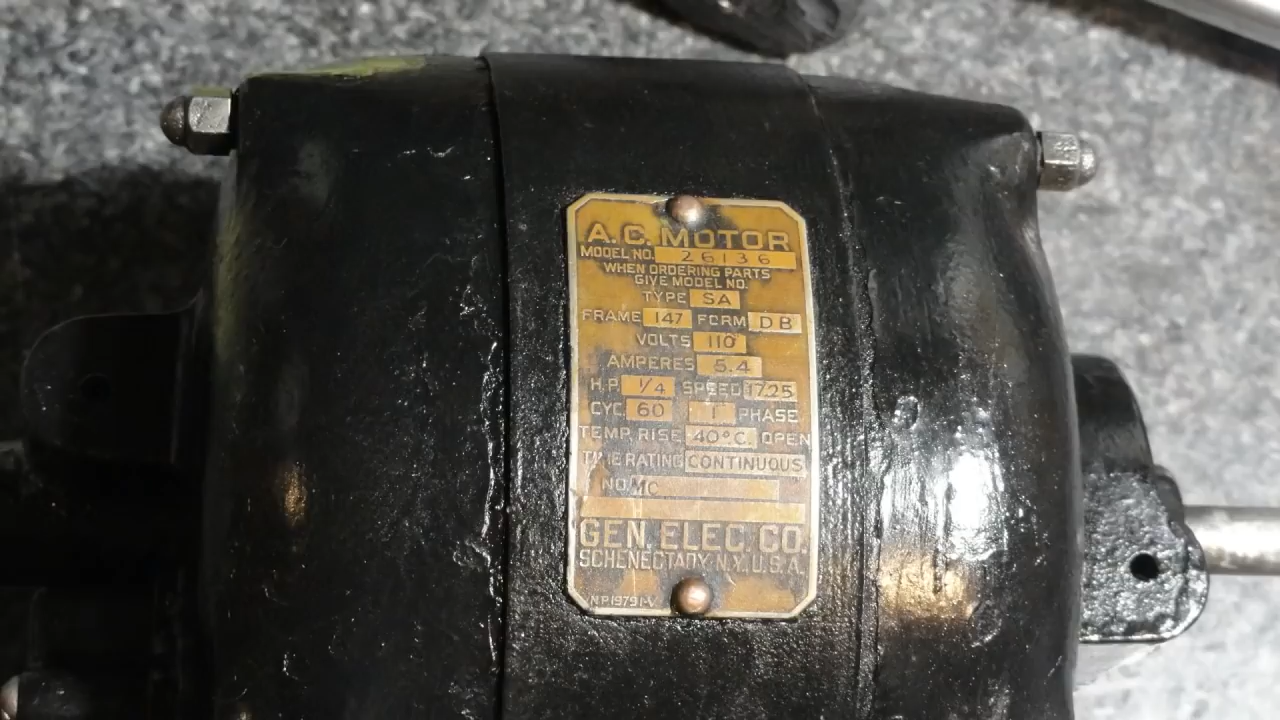 A.C. MOTOR
MODEL NO. 26136
WHEN ORDERING PARTS
GIVE MODEL NO.
TYPE SA
FRAME 147 FORM DB
VOLTS 110
AMPERES 5.4
H.P. 1/4 SPEED 1725
CYC. 60 1 PHASE
TEMP. RISE 40°C. OPEN
TIME RATING CONTINUOUS
NO.
GEN. ELEC. CO.
SCHENECTADY, N.Y. U.S.A.
NP19791-V